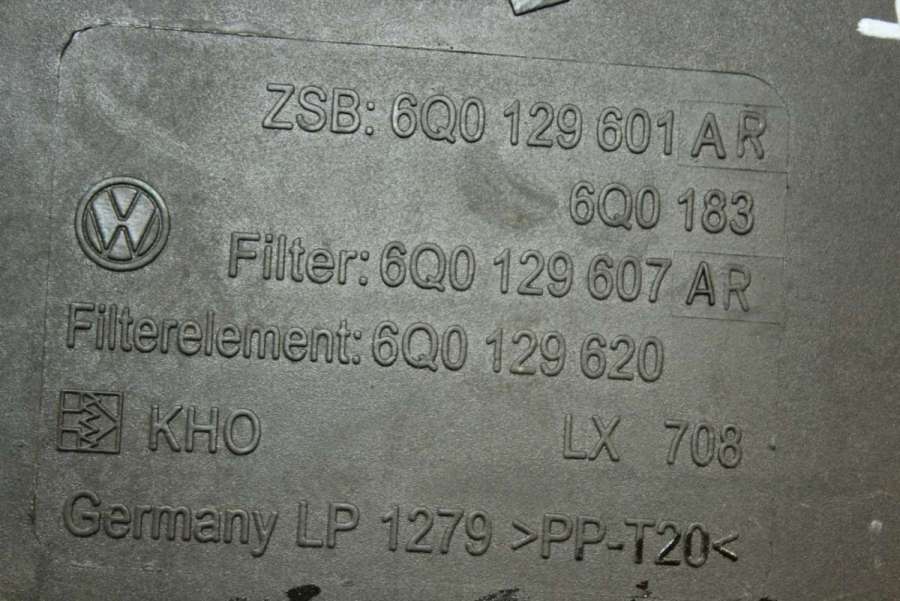 ZSB: 6Q0 129 601 AR
6Q0 183
Filter: 6Q0 129 607 AR
Filterelement: 6Q0 129 620
KHO LX 708
Germany LP 1279 >PP-T20<